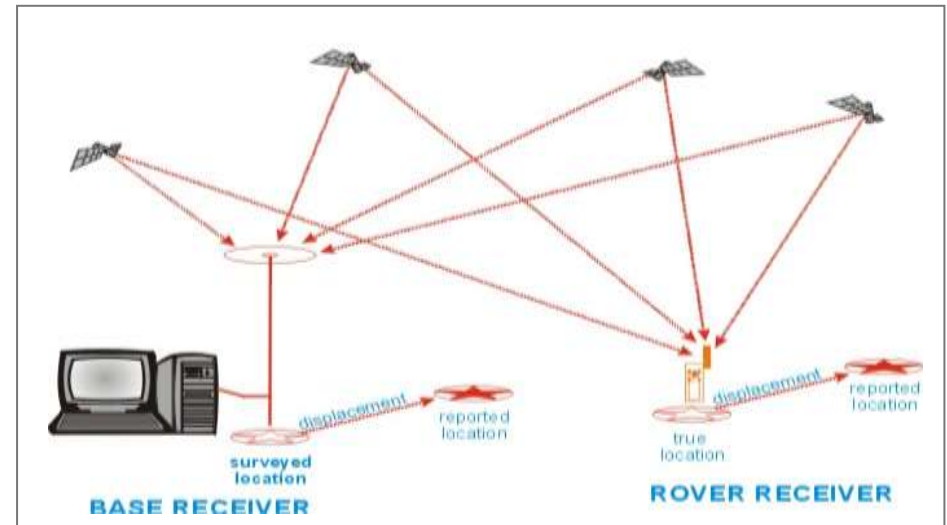 displacement
reported
location
surveyed
location
BASE RECEIVER
displacement
reported
location
true
location
ROVER RECEIVER